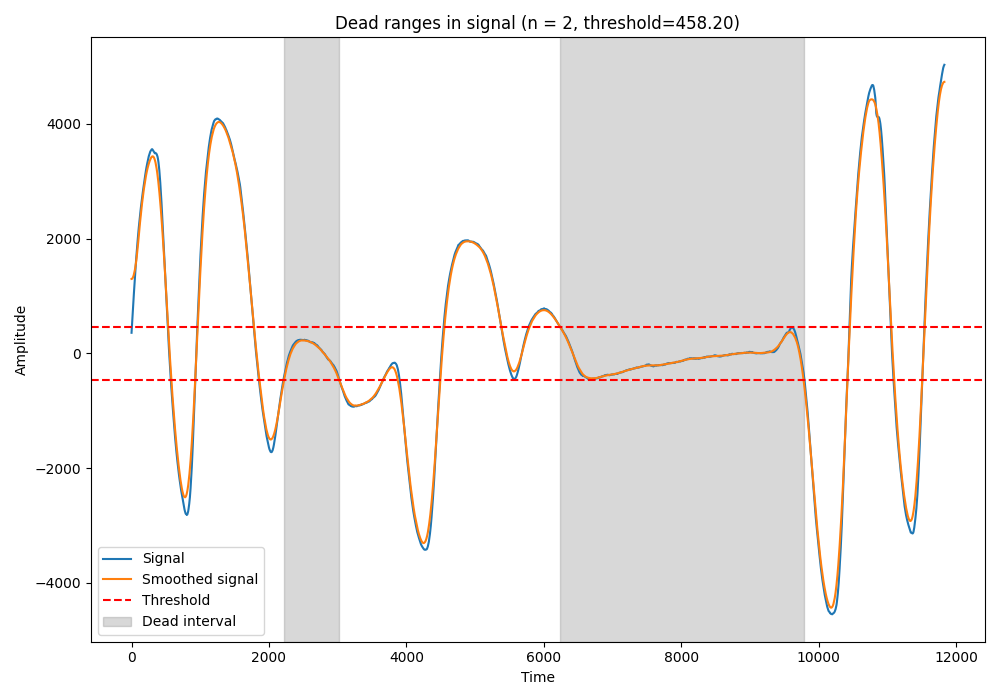 Dead ranges in signal (n = 2, threshold=458.20)
Amplitude
4000
2000
0
−2000
−4000
Signal
Smoothed signal
Threshold
Dead interval
0 2000 4000 6000 8000 10000 12000
Time